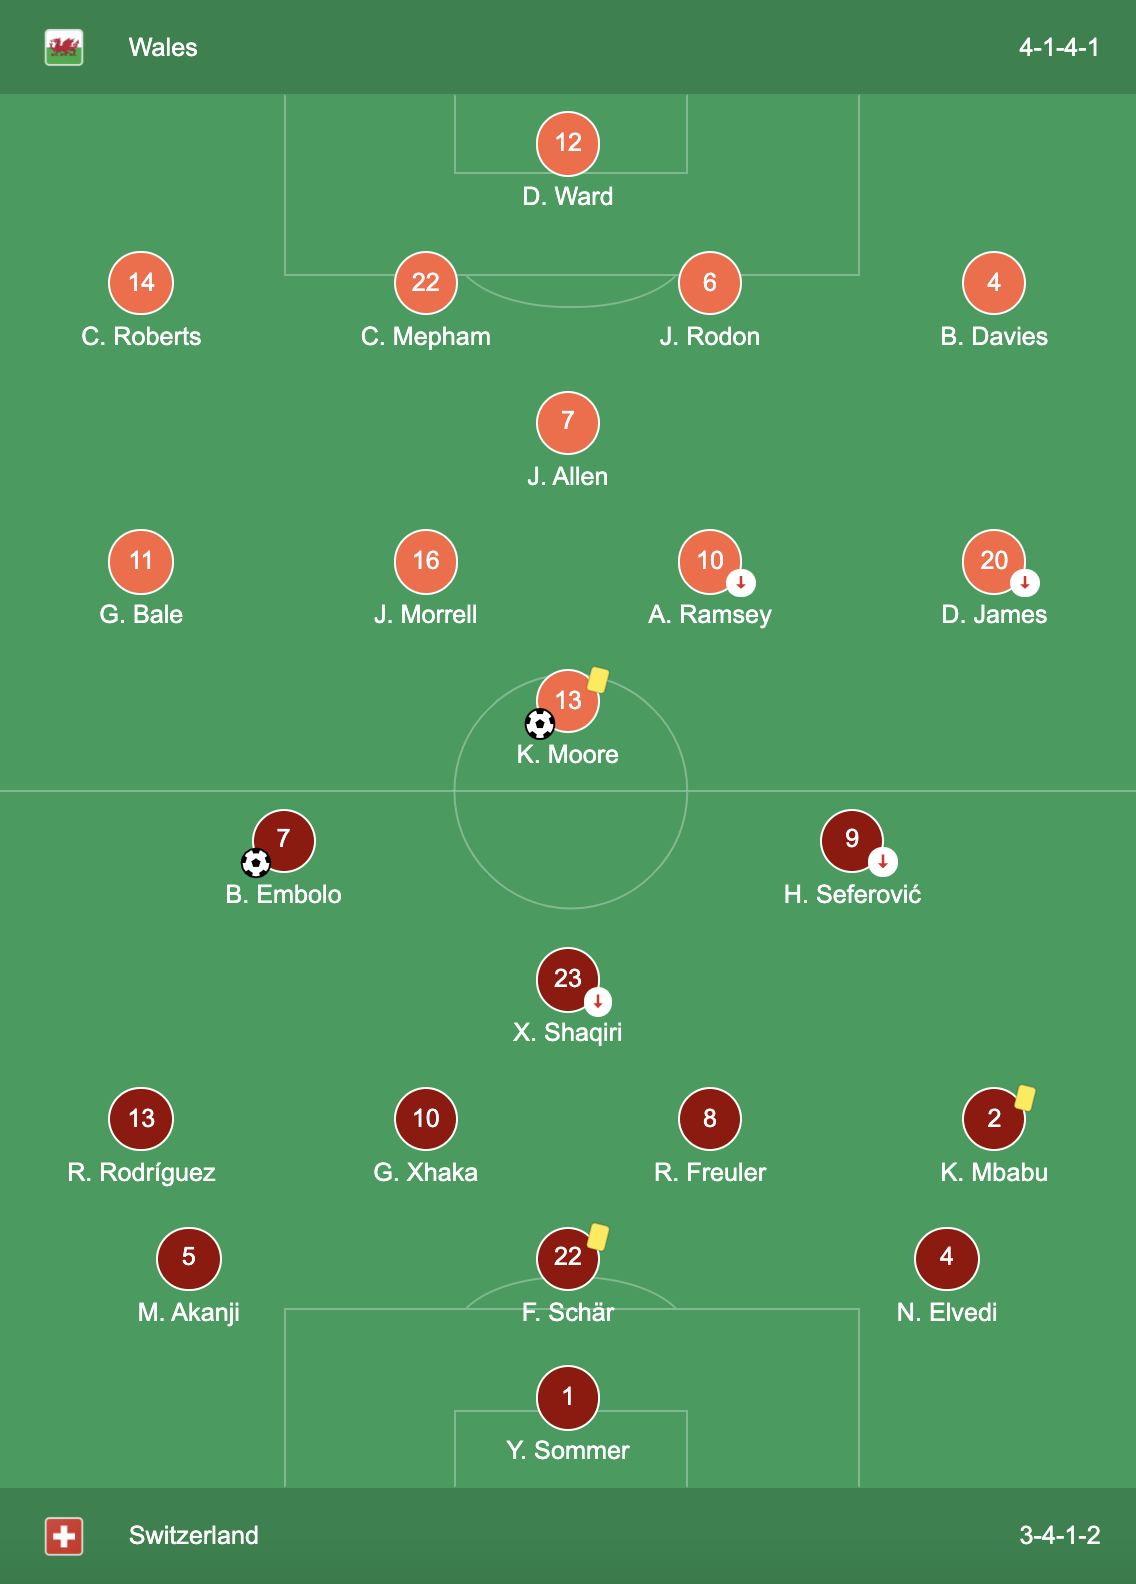 Wales 4-1-4-1
12
D. Ward
14 22 6 4
C. Roberts C. Mepham J. Rodon B. Davies
7
J. Allen
11 16 10 20
G. Bale J. Morrell A. Ramsey D. James
13
K. Moore
7 9
B. Embolo H. Seferović
23
X. Shaqiri
13 10 8 2
R. Rodríguez G. Xhaka R. Freuler K. Mbabu
5 22 4
M. Akanji F. Schär N. Elvedi
1
Y. Sommer
Switzerland 3-4-1-2